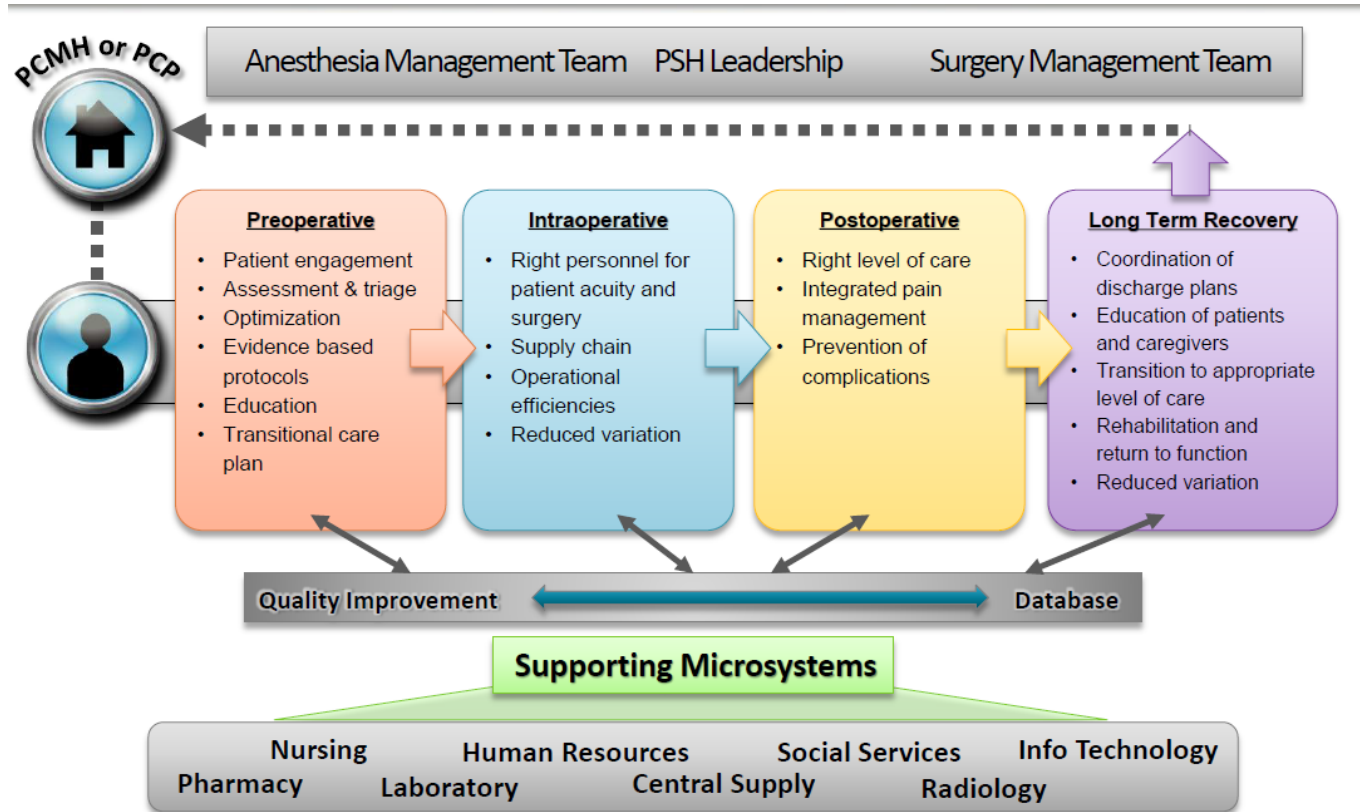 PCMH or PCP
Anesthesia Management Team PSH Leadership Surgery Management Team
Preoperative
• Patient engagement
• Assessment & triage
• Optimization
• Evidence based
protocols
• Education
• Transitional care
plan
Intraoperative
• Right personnel for
patient acuity and
surgery
• Supply chain
• Operational
efficiencies
• Reduced variation
Postoperative
• Right level of care
• Integrated pain
management
• Prevention of
complications
Long Term Recovery
• Coordination of
discharge plans
• Education of patients
and caregivers
• Transition to appropriate
level of care
• Rehabilitation and
return to function
• Reduced variation
Quality Improvement Database
Supporting Microsystems
Nursing Human Resources Social Services Info Technology
Pharmacy Laboratory Central Supply Radiology